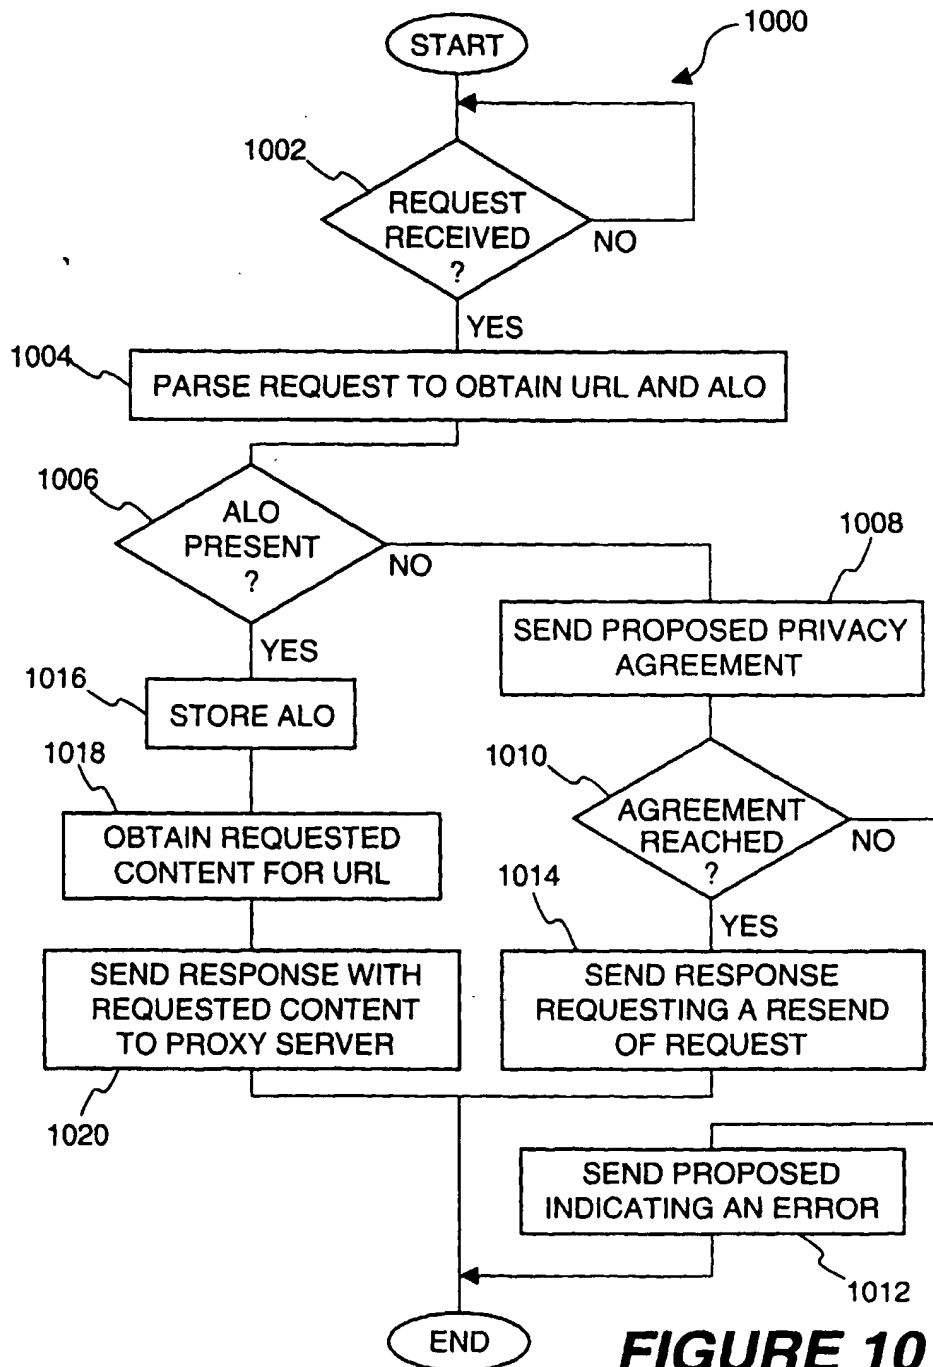 START
1000
1002
REQUEST
RECEIVED
?
NO
YES
1004
PARSE REQUEST TO OBTAIN URL AND ALO
1006
ALO
PRESENT
?
NO
YES
1008
SEND PROPOSED PRIVACY
AGREEMENT
1016
STORE ALO
1010
AGREEMENT
REACHED
?
NO
YES
1018
OBTAIN REQUESTED
CONTENT FOR URL
1014
SEND RESPONSE
REQUESTING A RESEND
OF REQUEST
SEND RESPONSE WITH
REQUESTED CONTENT
TO PROXY SERVER
1020
SEND PROPOSED
INDICATING AN ERROR
1012
END
FIGURE 10